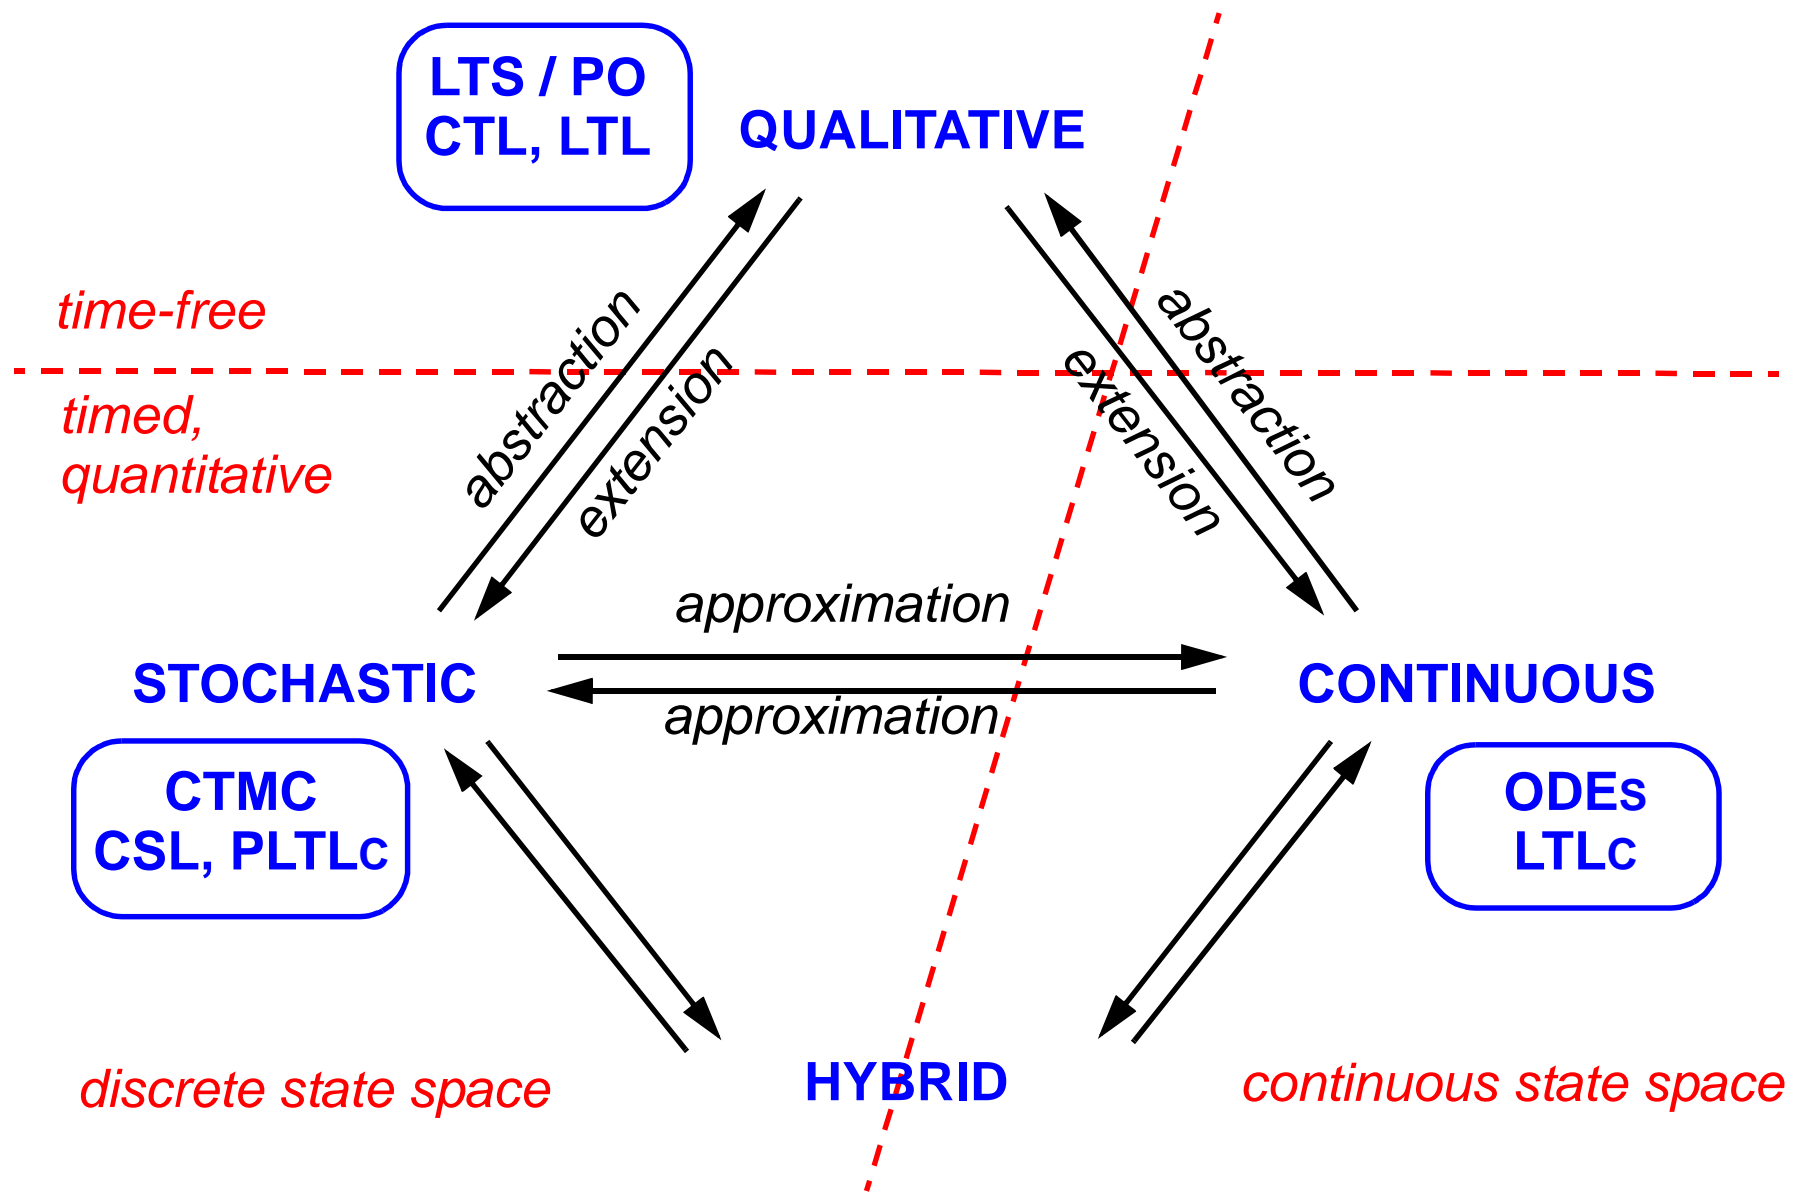 LTS / PO
CTL, LTL
QUALITATIVE
time-free
timed,
quantitative
abstraction
extension
extension
abstraction
approximation
approximation
STOCHASTIC
CONTINUOUS
CTMC
CSL, PLTLC
ODES
LTLC
discrete state space
HYBRID
continuous state space